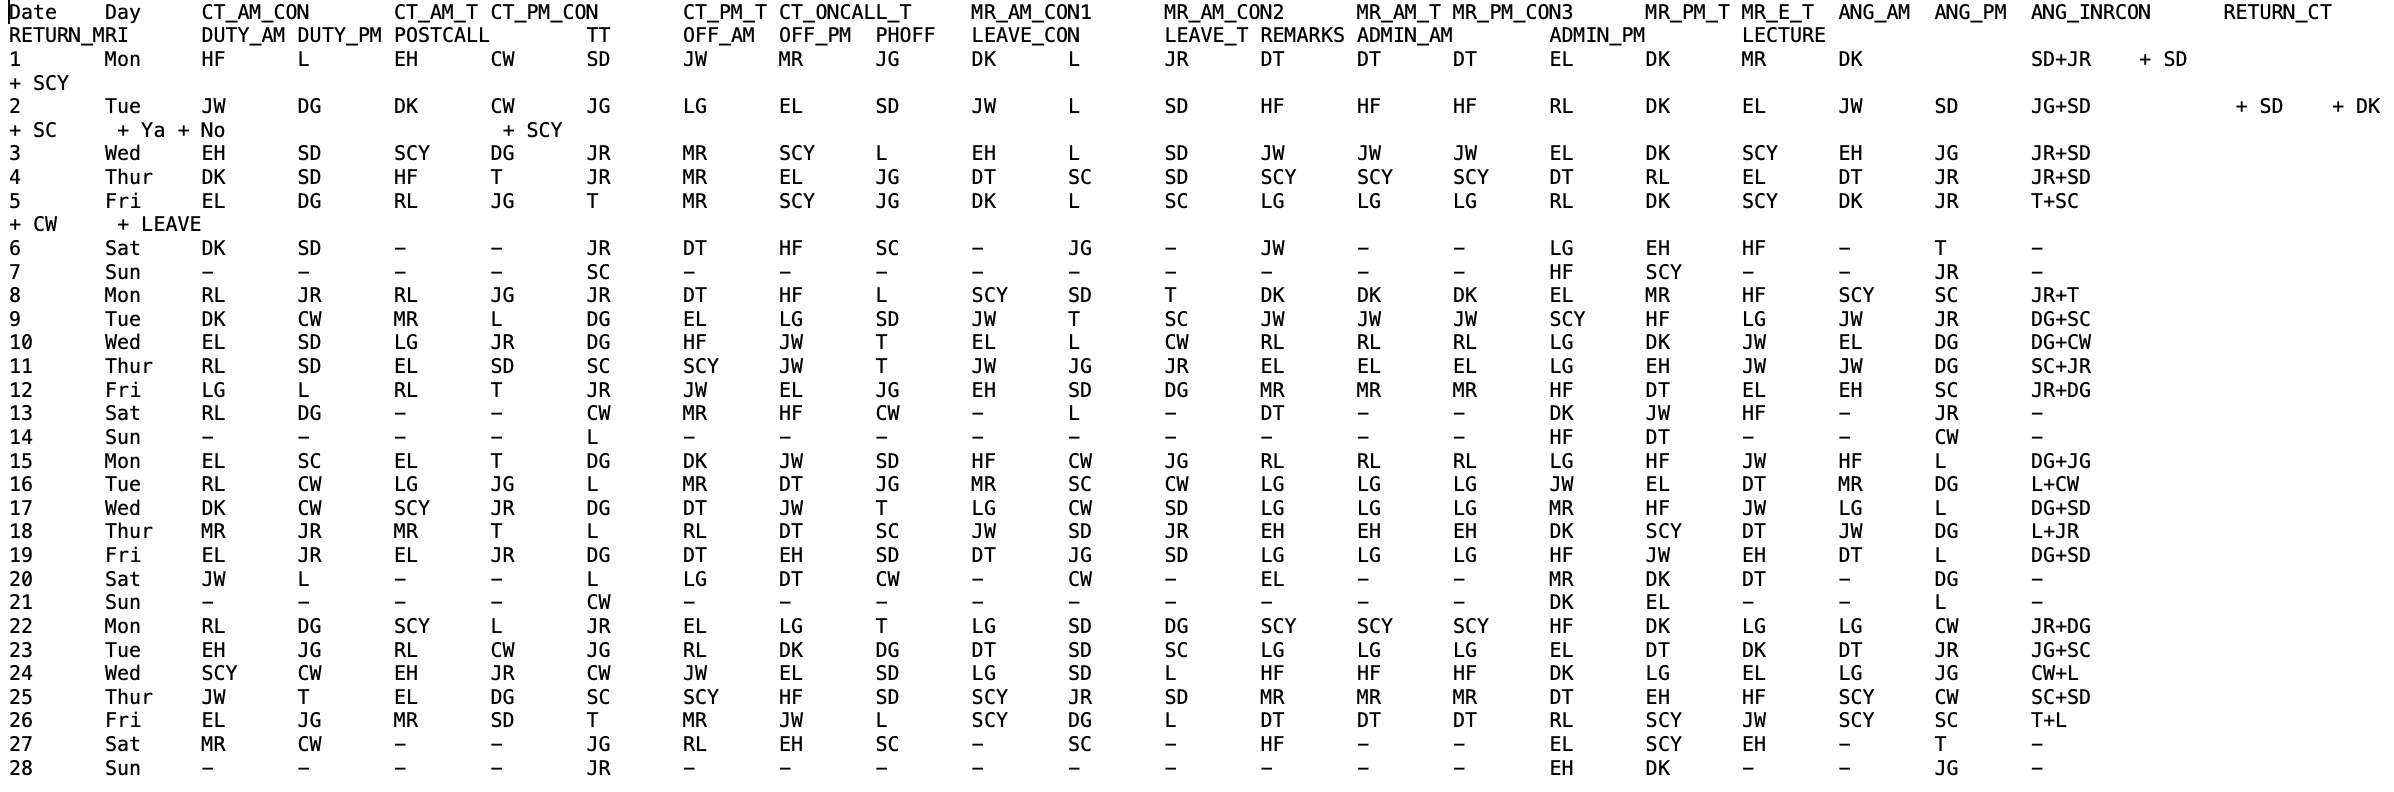 Date Day CT_AM_CON CT_AM_T CT_PM_CON CT_PM_T CT_ONCALL_T MR_AM_CON1 MR_AM_CON2 MR_AM_T MR_PM_CON3 MR_PM_T MR_E_T ANG_AM ANG_PM ANG_INRCON RETURN_CT
RETURN_MRI DUTY_AM DUTY_PM POSTCALL TT OFF_AM OFF_PM PHOFF LEAVE_CON LEAVE_T REMARKS ADMIN_AM ADMIN_PM LECTURE
1 Mon HF L EH CW SD JW MR JG DK L JR DT DT DT EL DK MR DK SD+JR + SD
+ SCY
2 Tue JW DG DK CW JG LG EL SD JW L SD HF HF HF RL DK EL JW SD JG+SD + SD + DK
+ SC + Ya + No + SCY
3 Wed EH SD SCY DG JR MR SCY L EH L SD JW JW JW EL DK SCY EH JG JR+SD
4 Thur DK SD HF T JR MR EL JG DT SC SD SCY SCY SCY DT RL EL DT JR JR+SD
5 Fri EL DG RL JG T MR SCY JG DK L SC LG LG LG RL DK SCY DK JR T+SC
+ CW + LEAVE
6 Sat DK SD – – JR DT HF SC – JG – JW – – LG EH HF – T –
7 Sun – – – – SC – – – – – – – – – HF SCY – – JR –
8 Mon RL JR RL JG JR DT HF L SCY SD T DK DK DK EL MR HF SCY SC JR+T
9 Tue DK CW MR L DG EL LG SD JW T SC JW JW JW SCY HF LG JW JR DG+SC
10 Wed EL SD LG JR DG HF JW T EL L CW RL RL RL LG DK JW EL DG DG+CW
11 Thur RL SD EL SD SC SCY JW T JW JG JR EL EL EL LG EH JW JW DG SC+JR
12 Fri LG L RL T JR JW EL JG EH SD DG MR MR MR HF DT EL EH SC JR+DG
13 Sat RL DG – – CW MR HF CW – L – DT – – DK JW HF – JR –
14 Sun – – – – L – – – – – – – – – HF DT – – CW –
15 Mon EL SC EL T DG DK JW SD HF CW JG RL RL RL LG HF JW HF L DG+JG
16 Tue RL CW LG JG L MR DT JG MR SC CW LG LG LG JW EL DT MR DG L+CW
17 Wed DK CW SCY JR DG DT JW T LG CW SD LG LG LG MR HF JW LG L DG+SD
18 Thur MR JR MR T L RL DT SC JW SD JR EH EH EH DK SCY DT JW DG L+JR
19 Fri EL JR EL JR DG DT EH SD DT JG SD LG LG LG HF JW EH DT L DG+SD
20 Sat JW L – – L LG DT CW – CW – EL – – MR DK DT – DG –
21 Sun – – – – CW – – – – – – – – – DK EL – – L –
22 Mon RL DG SCY L JR EL LG T LG SD DG SCY SCY SCY HF DK LG LG CW JR+DG
23 Tue EH JG RL CW JG RL DK DG DT SD SC LG LG LG EL DT DK DT JR JG+SC
24 Wed SCY CW EH JR CW JW EL SD LG SD L HF HF HF DK LG EL LG JG CW+L
25 Thur JW T EL DG SC SCY HF SD SCY JR SD MR MR MR DT EH HF SCY CW SC+SD
26 Fri EL JG MR SD T MR JW L SCY DG L DT DT DT RL SCY JW SCY SC T+L
27 Sat MR CW – – JG RL EH SC – SC – HF – – EL SCY EH – T –
28 Sun – – – – JR – – – – – – – – – EH DK – – JG –